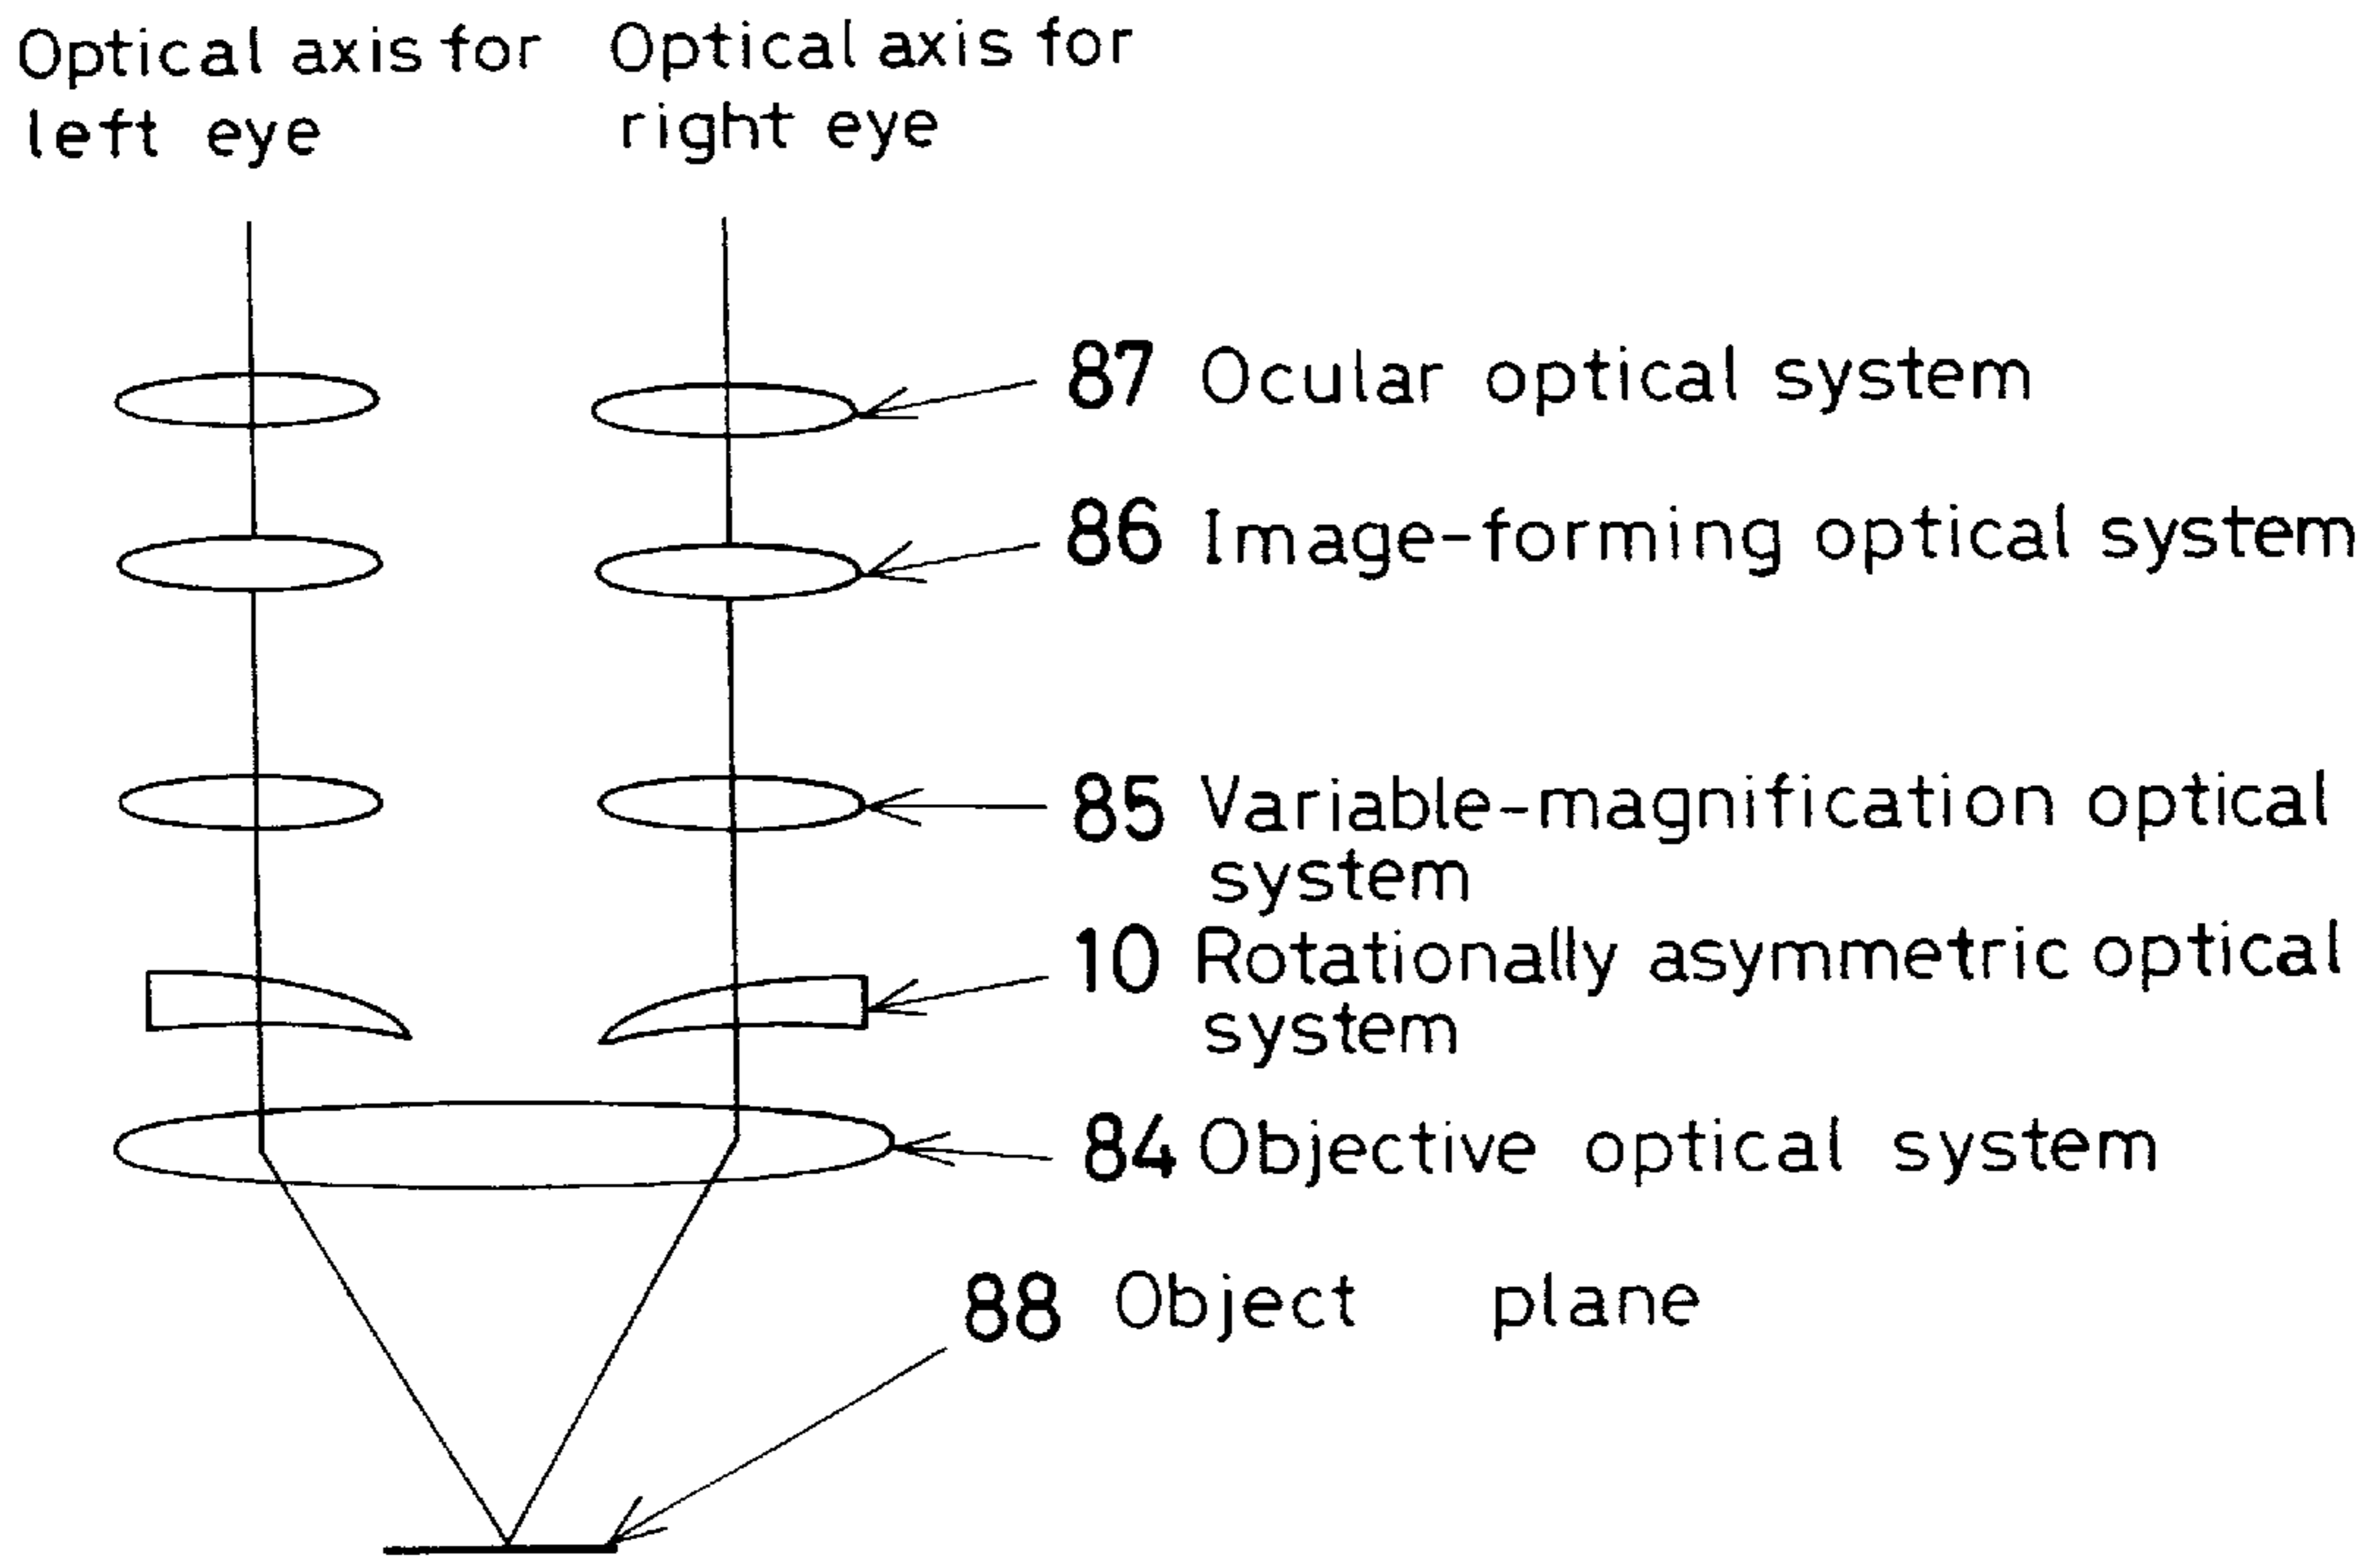 Optical axis for
left eye
Optical axis for
right eye
87 Ocular optical system
86 Image-forming optical system
85 Variable-magnification optical
system
10 Rotationally asymmetric optical
system
84 Objective optical system
88 Object plane